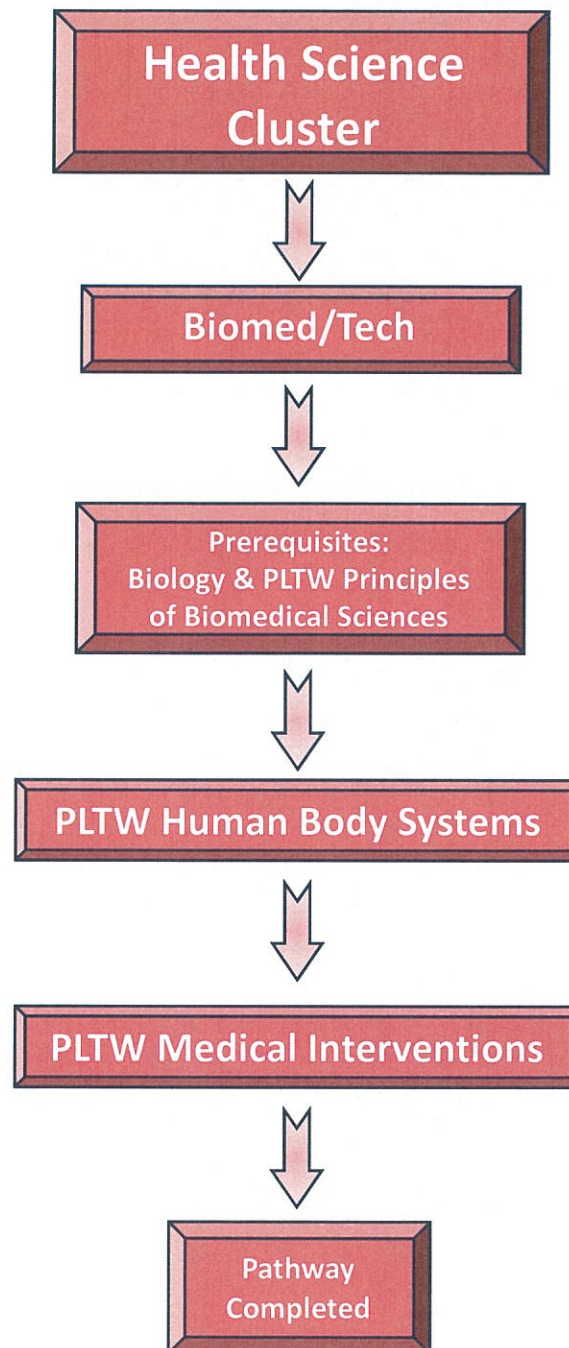 Health Science
Cluster
Biomed/Tech
Prerequisites:
Biology & PLTW Principles
of Biomedical Sciences
PLTW Human Body Systems
PLTW Medical Interventions
Pathway
Completed